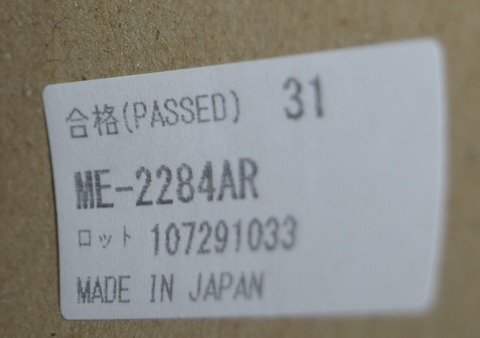 合格(PASSED) 31
ME-2284AR
ロット 107291033
MADE IN JAPAN